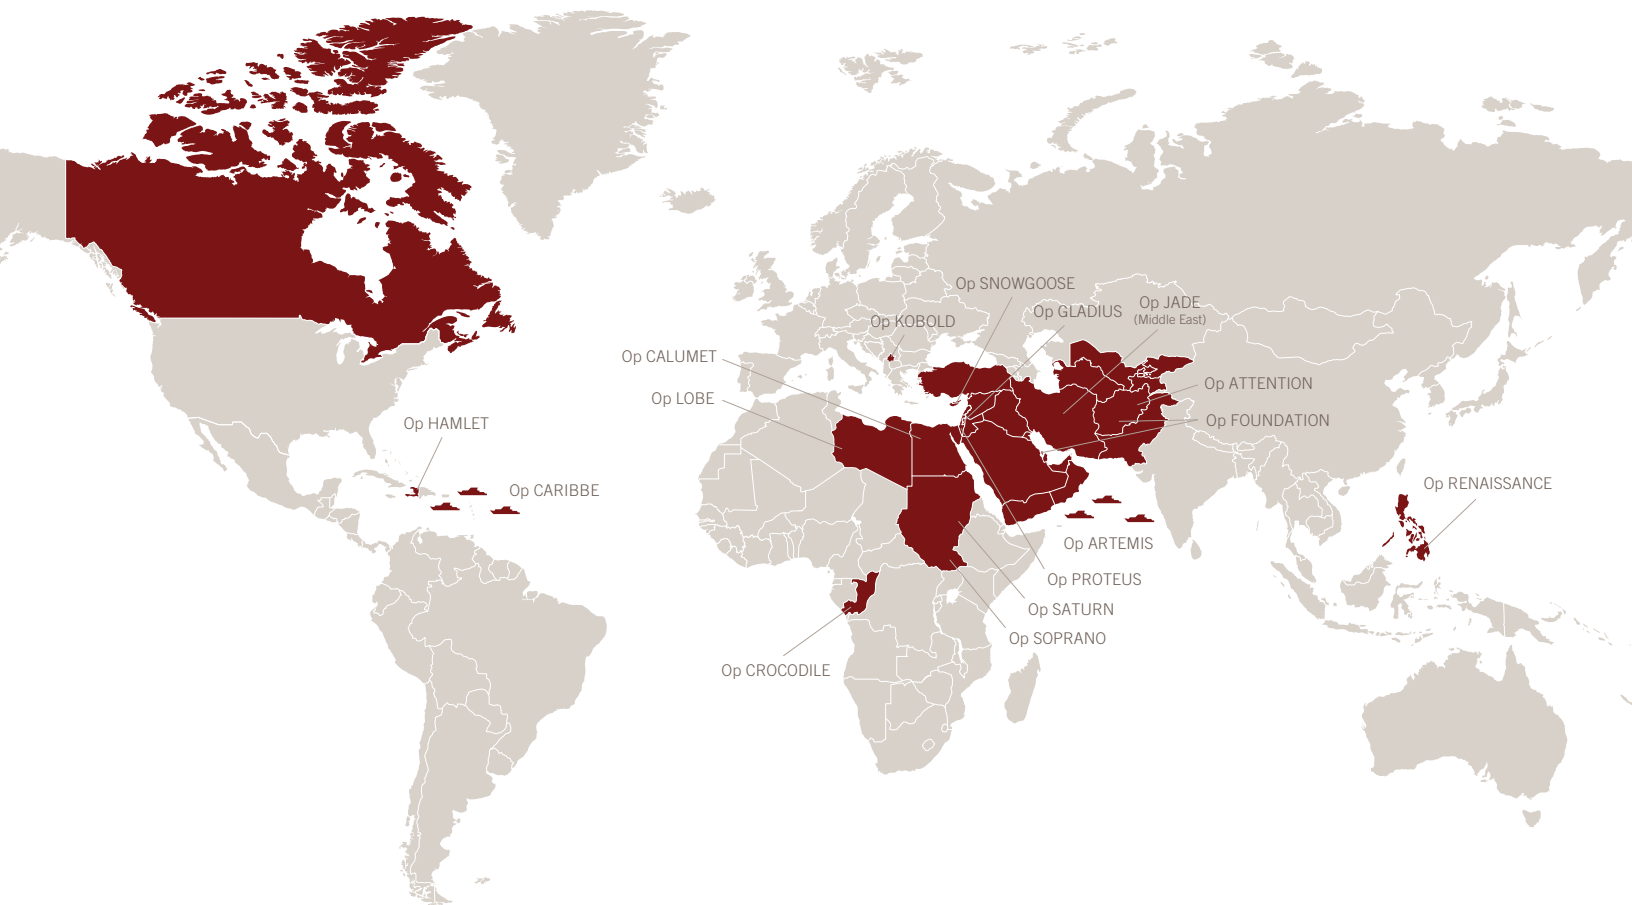 Op SNOWGOOSE
Op GLADIUS
Op JADE
(Middle East)
Op KOBOLD
Op CALUMET
Op LOBE
Op ATTENTION
Op FOUNDATION
Op HAMLET
Op CARIBBE
Op RENAISSANCE
Op ARTEMIS
Op PROTEUS
Op SATURN
Op SOPRANO
Op CROCODILE